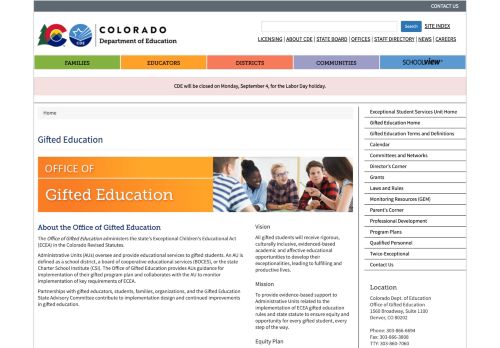 CONTACT US
COLORADO
Department of Education
CDE
Search
SITE INDEX
LICENSING | ABOUT CDE | STATE BOARD | OFFICES | STAFF DIRECTORY | NEWS | CAREERS
FAMILIES
EDUCATORS
DISTRICTS
COMMUNITIES
SCHOOLVIEW
CDE will be closed on Monday, September 4, for the Labor Day holiday.
Home
Gifted Education
OFFICE OF
Gifted Education
About the Office of Gifted Education
The Office of Gifted Education administers the state's Exceptional Children's Educational Act
(ECEA) in the Colorado Revised Statutes.
Administrative Units (AUs) oversee and provide educational services to gifted students. An AU is
defined as a school district, a board of cooperative educational services (BOCES), or the state
Charter School Institute (CSI). The Office of Gifted Education provides AUs guidance for
implementation of their gifted program plan and collaborates with the AU to monitor
implementation of key requirements of ECEA.
Partnerships with gifted educators, students, families, organizations, and the Gifted Education
State Advisory Committee contribute to implementation design and continued improvements
in gifted education.
Vision
All gifted students will receive rigorous,
culturally inclusive, evidenced-based
academic and affective educational
opportunities to develop their
exceptionalities, leading to fulfilling and
productive lives.
Mission
To provide evidence-based support to
Administrative Units related to the
implementation of ECEA gifted education
rules and state statute to ensure equity and
opportunity for every gifted student, every
step of the way.
Equity Plan
Exceptional Student Services Unit Home
Gifted Education Home
Gifted Education Terms and Definitions
Calendar
Committees and Networks
Director's Corner
Grants
Laws and Rules
Monitoring Resources (GEM)
Parent's Corner
Professional Development
Program Plans
Qualified Personnel
Twice-Exceptional
Contact Us
Location
Colorado Dept. of Education
Office of Gifted Education
1560 Broadway, Suite 1100
Denver, CO 80202
Phone: 303-866-6694
Fax: 303-866-3808
TTY: 303-860-7060